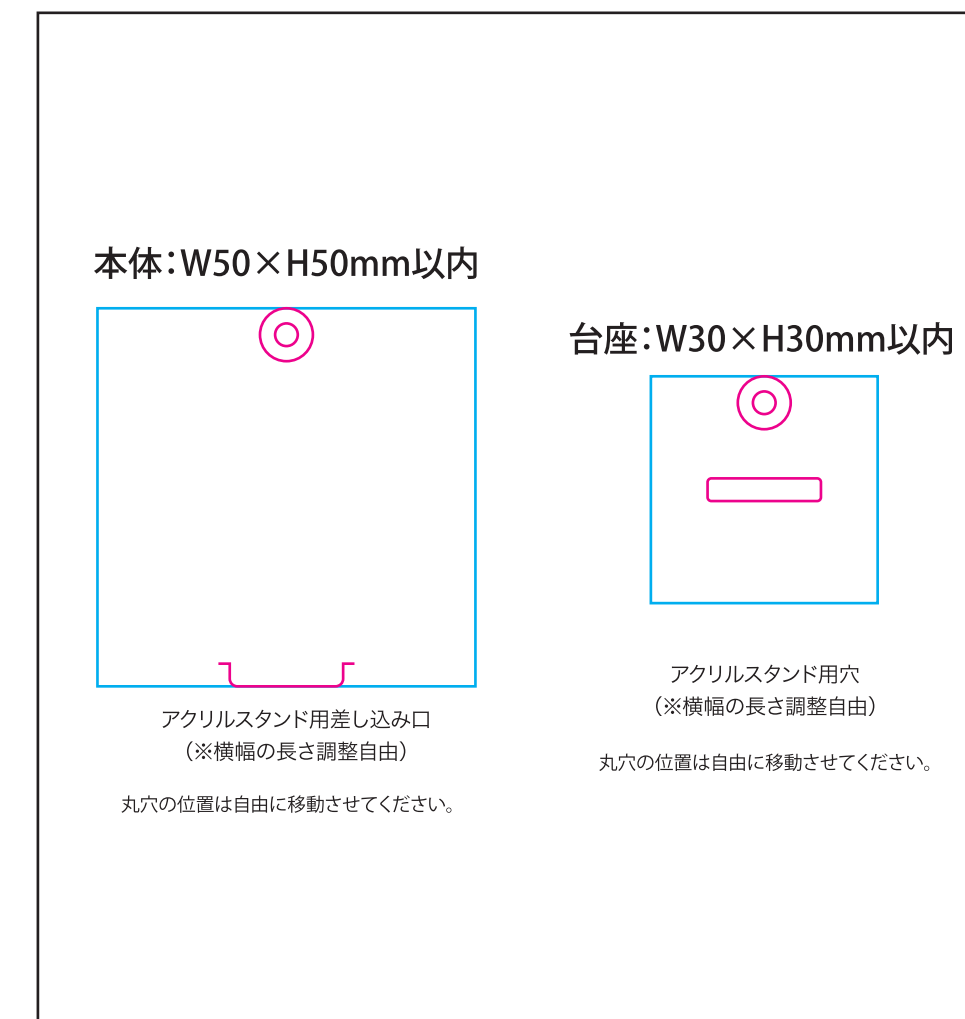 本体：W50×H50mm以内
アクリルスタンド用差し込み口
（※横幅の長さ調整自由）
丸穴の位置は自由に移動させてください。
台座：W30×H30mm以内
アクリルスタンド用穴
（※横幅の長さ調整自由）
丸穴の位置は自由に移動させてください。